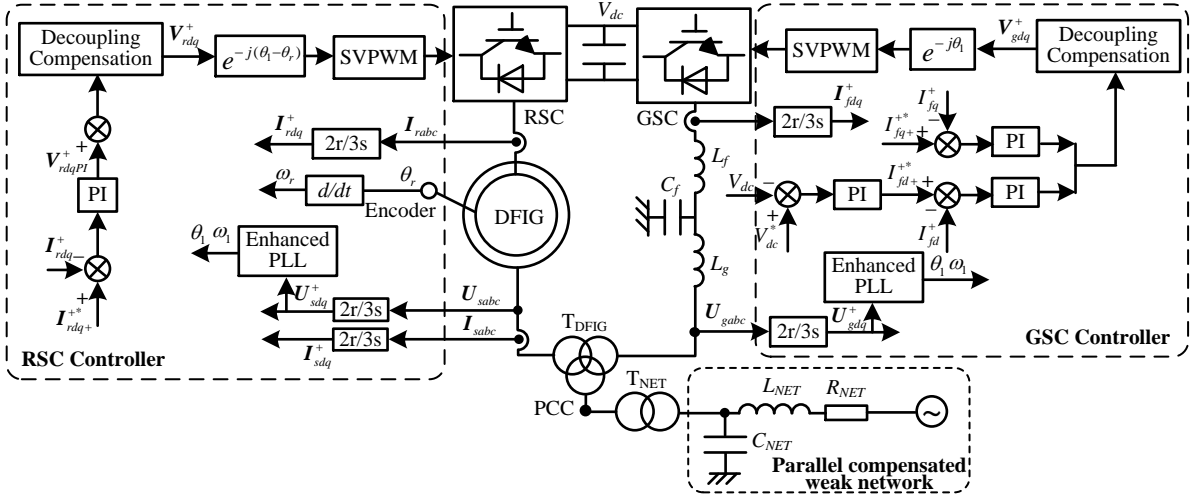 Decoupling
Compensation
V⁺rdq
e^−j(θ₁−θr)
SVPWM
RSC
Vdc
GSC
SVPWM
e^−jθ₁
V⁺gdq
Decoupling
Compensation
+
V⁺rdqPI
PI
I⁺rdq
−
+
I⁺*rdq+
I⁺rdq
2r/3s
Irabc
ωr
d/dt
θr
Encoder
DFIG
θ₁ ω₁
Enhanced
PLL
U⁺sdq
2r/3s
Usabc
I⁺sdq
2r/3s
Isabc
RSC Controller
Lf
Cf
Lg
Ugabc
I⁺fdq
2r/3s
I⁺fq
−
I⁺*fq+
+
PI
Vdc
−
+
V*dc
PI
I⁺*fd+
+
−
I⁺fd
PI
Enhanced
PLL
θ₁ ω₁
2r/3s
U⁺gdq
GSC Controller
TDFIG
PCC
TNET
LNET
RNET
~
CNET
Parallel compensated
weak network